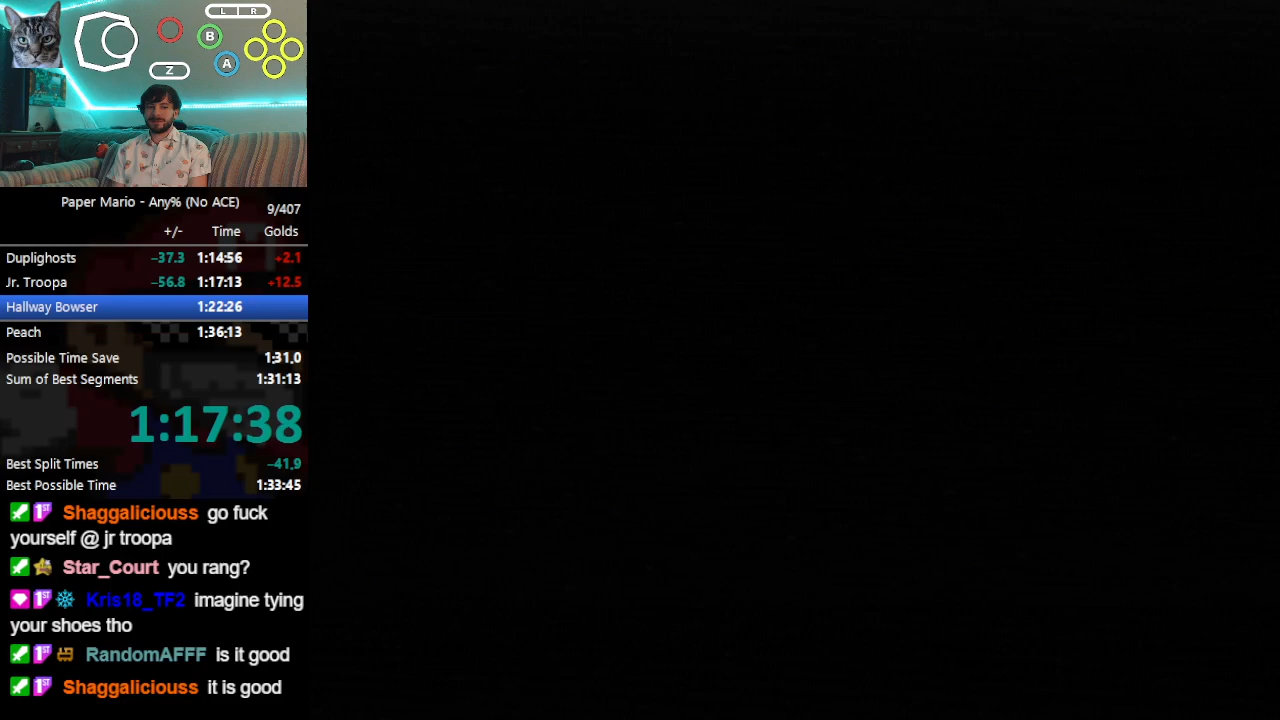 L R
B
A
Z
Paper Mario - Any% (No ACE)
9/407
+/- Time Golds
Duplighosts −37.3 1:14:56 +2.1
Jr. Troopa −56.8 1:17:13 +12.5
Hallway Bowser 1:22:26
Peach 1:36:13
Possible Time Save 1:31.0
Sum of Best Segments 1:31:13
1:17:38
Best Split Times −41.9
Best Possible Time 1:33:45
1ST Shaggaliciouss go fuck
yourself @ jr troopa
Star_Court you rang?
1ST Kris18_TF2 imagine tying
your shoes tho
1ST RandomAFFF is it good
1ST Shaggaliciouss it is good